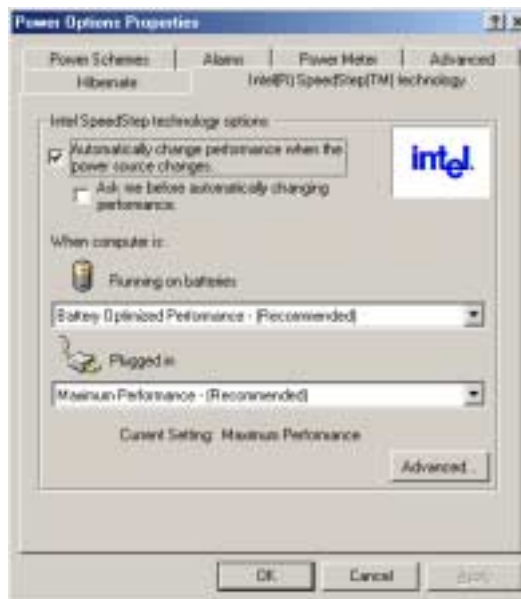 Power Options Properties
Power Schemes
Alarms
Power Meter
Advanced
Hibernate
Intel(R) SpeedStep(TM) technology
Intel SpeedStep technology options
Automatically change performance when the
power source changes.
intel.
Ask me before automatically changing
performance.
When computer is:
Running on batteries
Battery Optimized Performance - (Recommended)
Plugged in
Maximum Performance - (Recommended)
Current Setting: Maximum Performance
Advanced...
OK
Cancel
Apply